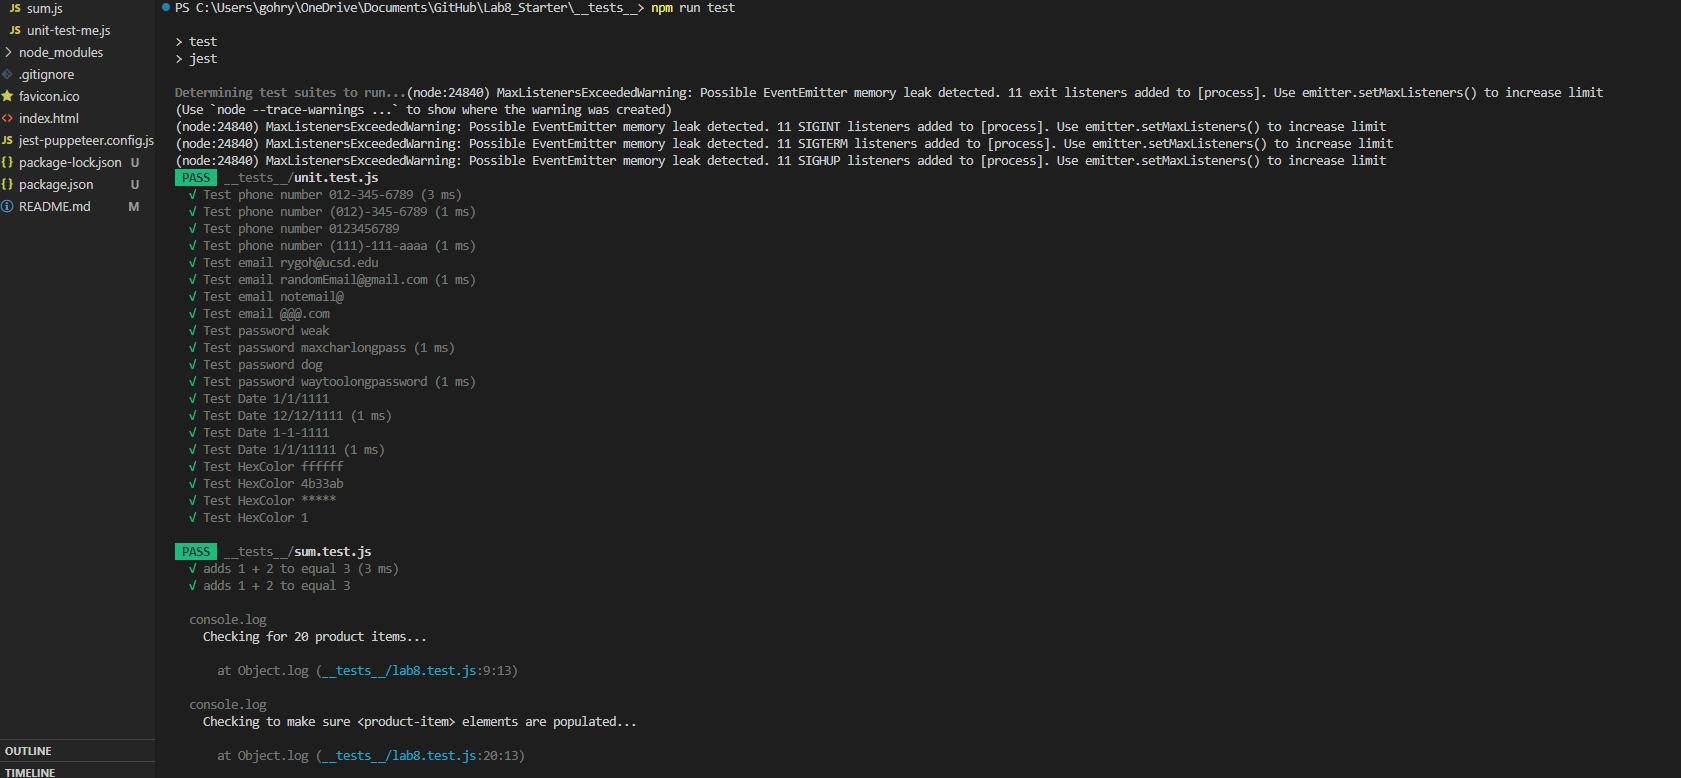 JS sum.js
JS unit-test-me.js
> node_modules
.gitignore
favicon.ico
<> index.html
JS jest-puppeteer.config.js
{} package-lock.json U
{} package.json U
README.md M
OUTLINE
TIMELINE
PS C:\Users\gohry\OneDrive\Documents\GitHub\Lab8_Starter\__tests__> npm run test
> test
> jest
Determining test suites to run...(node:24840) MaxListenersExceededWarning: Possible EventEmitter memory leak detected. 11 exit listeners added to [process]. Use emitter.setMaxListeners() to increase limit
(Use `node --trace-warnings ...` to show where the warning was created)
(node:24840) MaxListenersExceededWarning: Possible EventEmitter memory leak detected. 11 SIGINT listeners added to [process]. Use emitter.setMaxListeners() to increase limit
(node:24840) MaxListenersExceededWarning: Possible EventEmitter memory leak detected. 11 SIGTERM listeners added to [process]. Use emitter.setMaxListeners() to increase limit
(node:24840) MaxListenersExceededWarning: Possible EventEmitter memory leak detected. 11 SIGHUP listeners added to [process]. Use emitter.setMaxListeners() to increase limit
PASS __tests__/unit.test.js
√ Test phone number 012-345-6789 (3 ms)
√ Test phone number (012)-345-6789 (1 ms)
√ Test phone number 0123456789
√ Test phone number (111)-111-aaaa (1 ms)
√ Test email rygoh@ucsd.edu
√ Test email randomEmail@gmail.com (1 ms)
√ Test email notemail@
√ Test email @@@.com
√ Test password weak
√ Test password maxcharlongpass (1 ms)
√ Test password dog
√ Test password waytoolongpassword (1 ms)
√ Test Date 1/1/1111
√ Test Date 12/12/1111 (1 ms)
√ Test Date 1-1-1111
√ Test Date 1/1/11111 (1 ms)
√ Test HexColor ffffff
√ Test HexColor 4b33ab
√ Test HexColor *****
√ Test HexColor 1
PASS __tests__/sum.test.js
√ adds 1 + 2 to equal 3 (3 ms)
√ adds 1 + 2 to equal 3
console.log
Checking for 20 product items...
at Object.log (__tests__/lab8.test.js:9:13)
console.log
Checking to make sure <product-item> elements are populated...
at Object.log (__tests__/lab8.test.js:20:13)